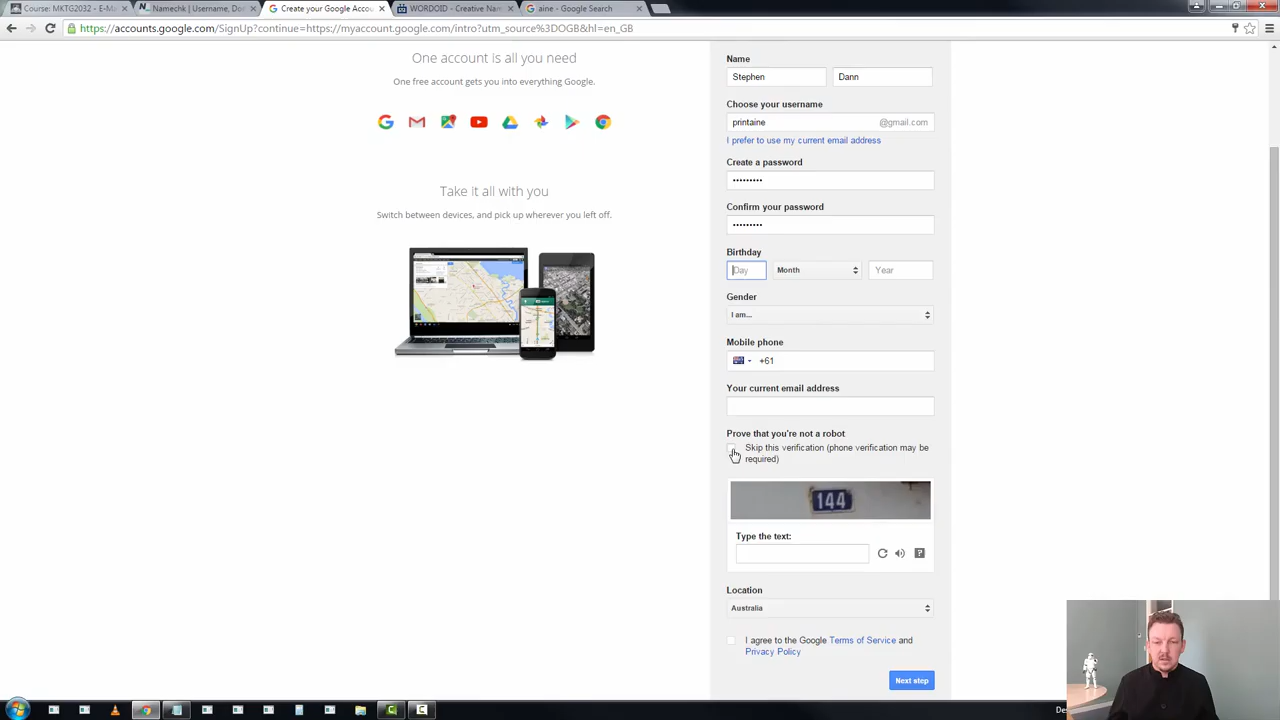 Course: MKTG2032 - E-M
Namechk | Username, Do
Create your Google Accou
WORDOID - Creative Nam
aine - Google Search
https://accounts.google.com/SignUp?continue=https://myaccount.google.com/intro?utm_source%3DOGB&hl=en_GB
One account is all you need
One free account gets you into everything Google.
Take it all with you
Switch between devices, and pick up wherever you left off.
Name
Stephen Dann
Choose your username
printaine @gmail.com
I prefer to use my current email address
Create a password
•••••••••
Confirm your password
•••••••••
Birthday
Day Month Year
Gender
I am...
Mobile phone
+61
Your current email address
Prove that you're not a robot
Skip this verification (phone verification may be
required)
144
Type the text:
Location
Australia
I agree to the Google Terms of Service and
Privacy Policy
Next step